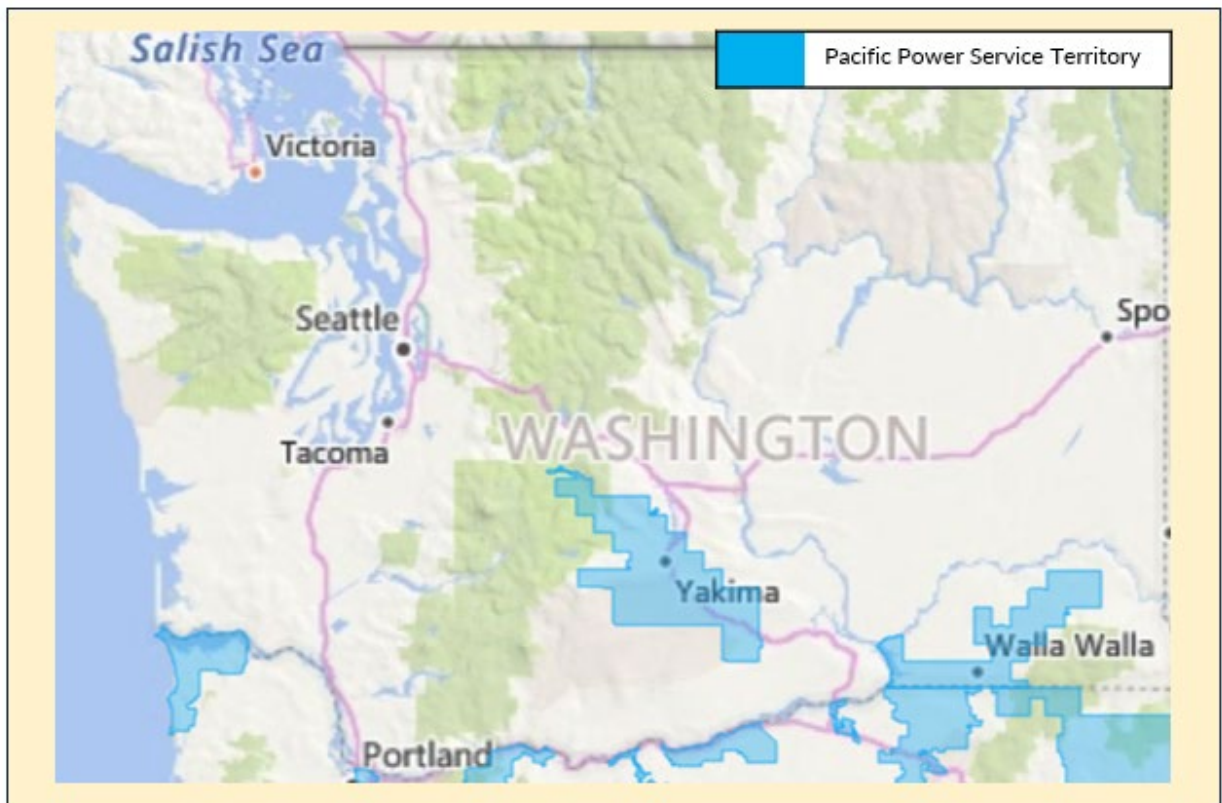 Salish Sea
Pacific Power Service Territory
Victoria
Seattle
Spo
WASHINGTON
Tacoma
Yakima
Walla Walla
Portland